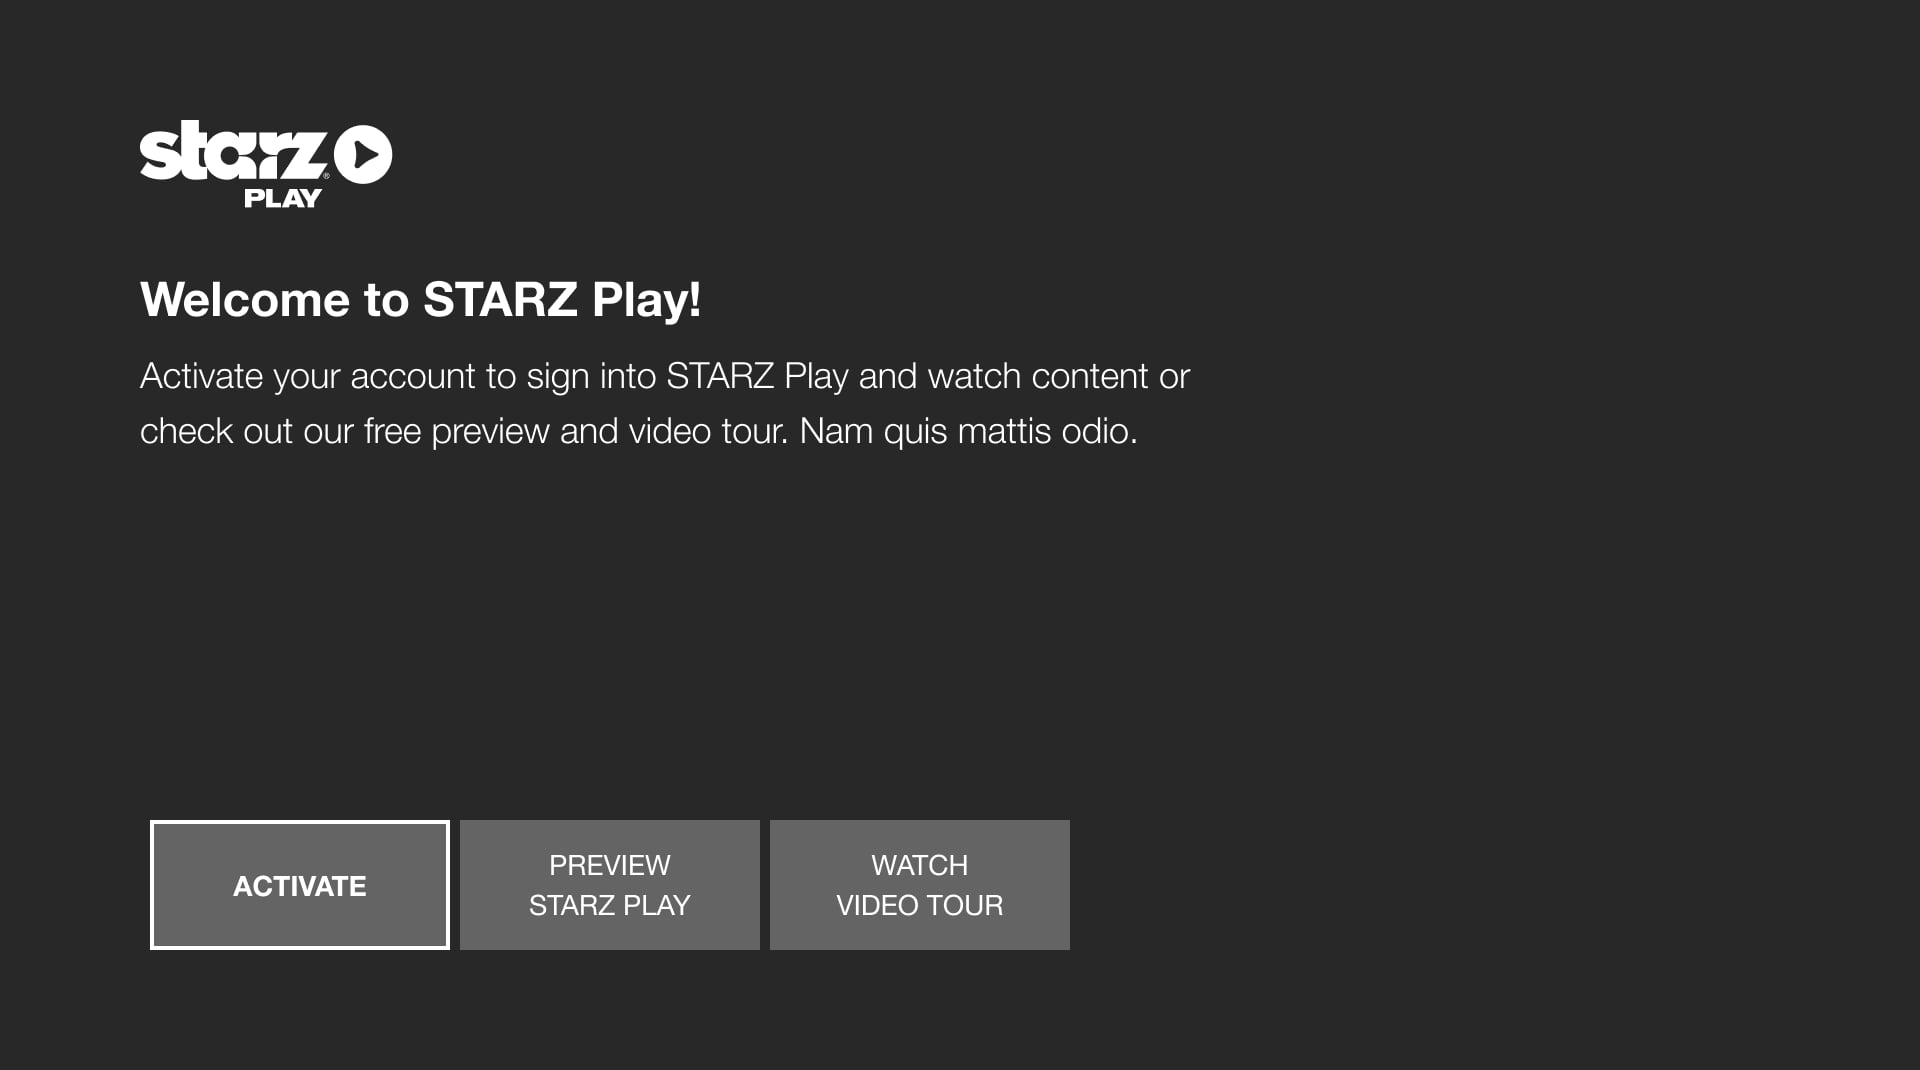 starz®
PLAY
Welcome to STARZ Play!
Activate your account to sign into STARZ Play and watch content or
check out our free preview and video tour. Nam quis mattis odio.
ACTIVATE
PREVIEW
STARZ PLAY
WATCH
VIDEO TOUR